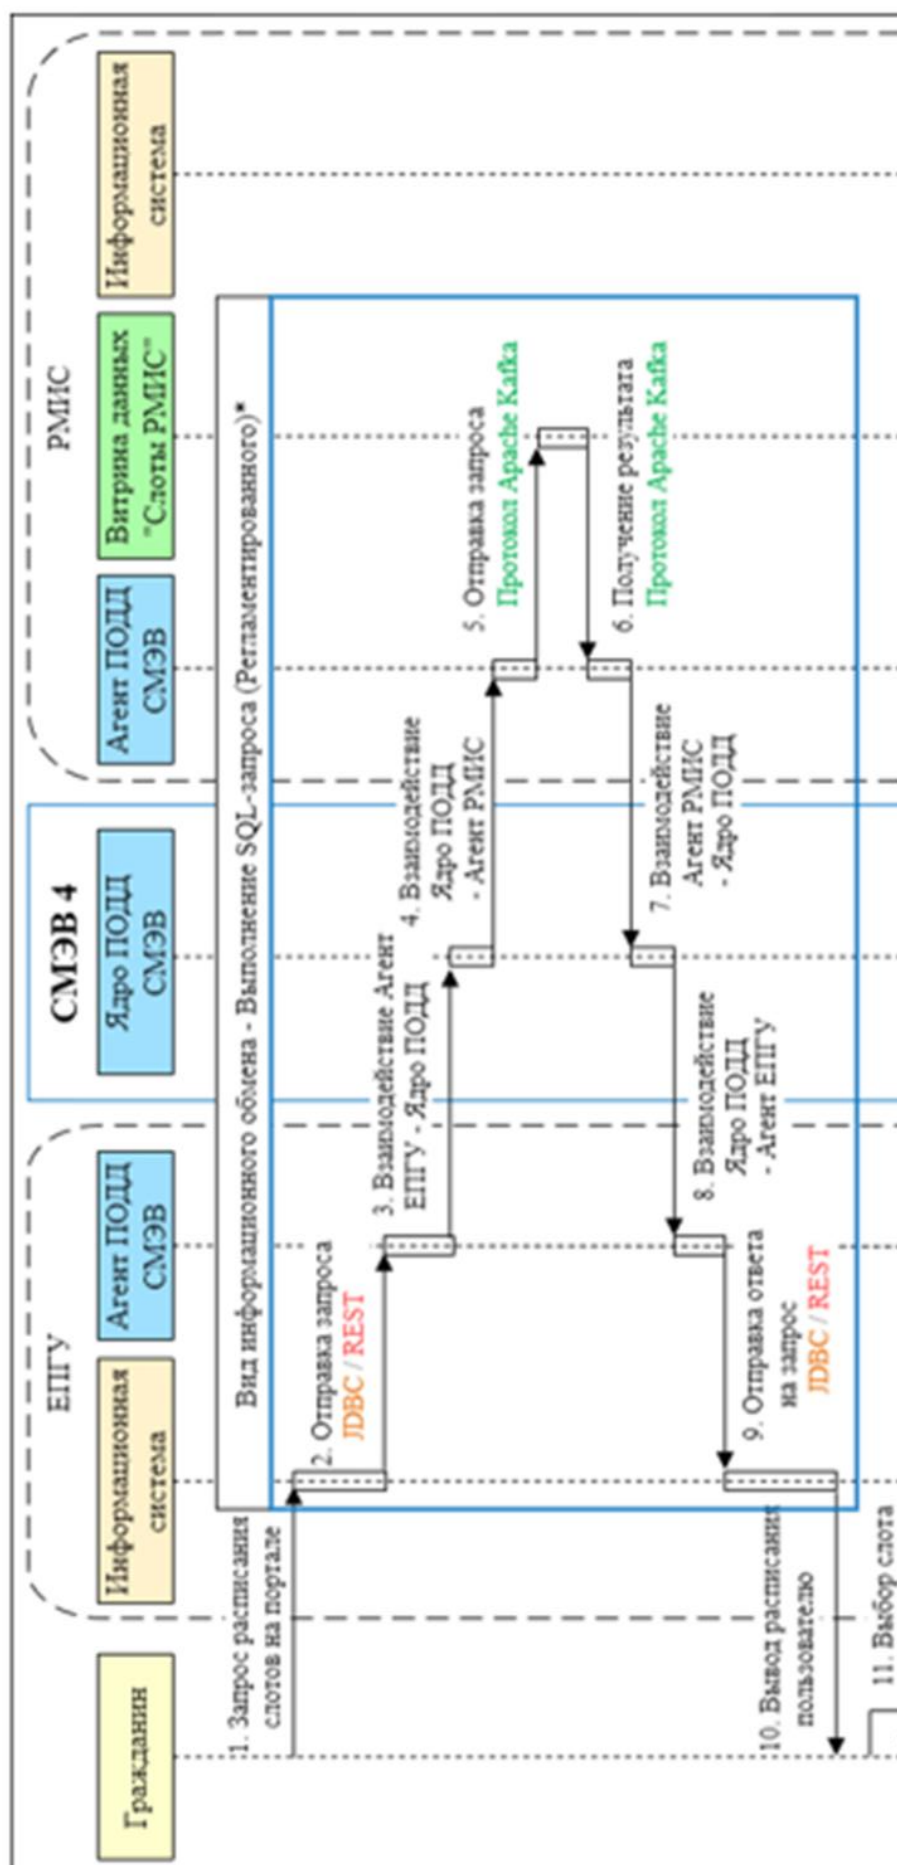 ЕПГУ
СМЭВ 4
РМИС
Гражданин
Информационная
система
Агент ПОДД
СМЭВ
Ядро ПОДД
СМЭВ
Агент ПОДД
СМЭВ
Витрина данных
"Слоты РМИС"
Информационная
система
Вид информационного обмена - Выполнение SQL-запроса (Регламентированного)*
1. Запрос расписания
слотов на портале
2. Отправка запроса
JDBC / REST
3. Взаимодействие Агент
ЕПГУ - Ядро ПОДД
4. Взаимодействие
Ядро ПОДД
- Агент РМИС
5. Отправка запроса
Протокол Apache Kafka
6. Получение результата
Протокол Apache Kafka
7. Взаимодействие
Агент РМИС
- Ядро ПОДД
8. Взаимодействие
Ядро ПОДД
- Агент ЕПГУ
9. Отправка ответа
на запрос
JDBC / REST
10. Вывод расписания
пользователю
11. Выбор слота